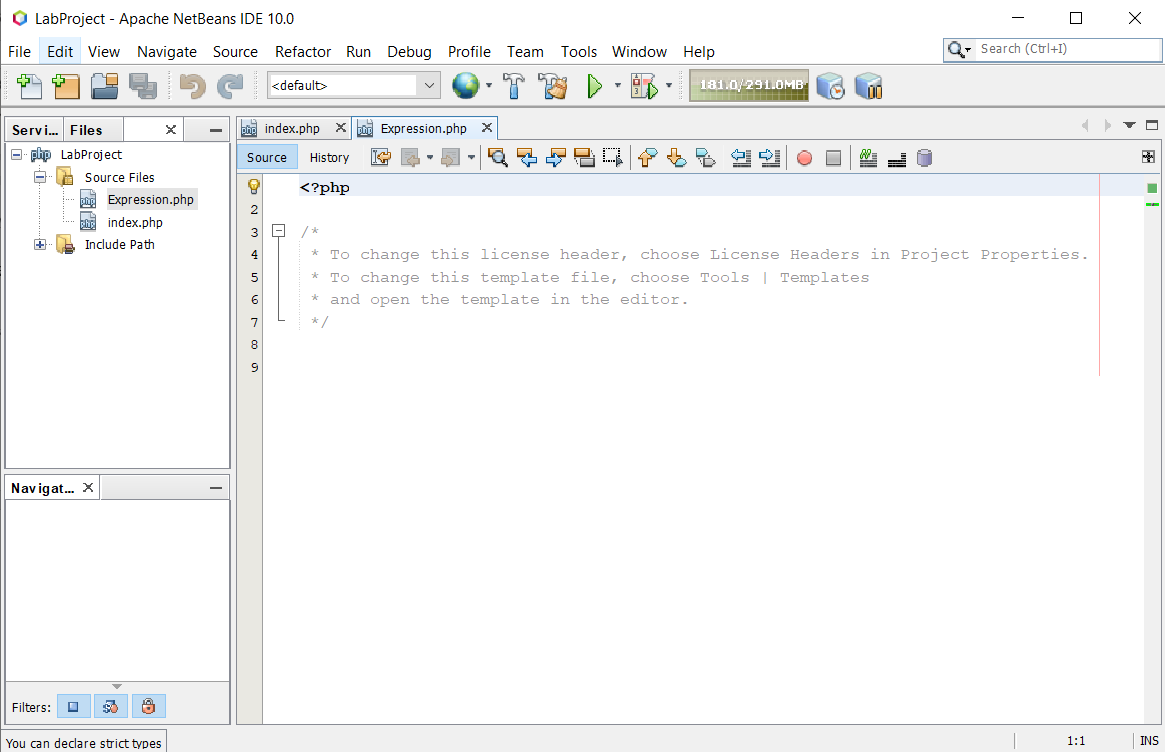 LabProject - Apache NetBeans IDE 10.0
File Edit View Navigate Source Refactor Run Debug Profile Team Tools Window Help
Search (Ctrl+I)
<default>
181.0/291.0MB
Servi... Files
index.php Expression.php
Source History
php LabProject
Source Files
php Expression.php
php index.php
Include Path
<?php
2
3 /*
4 * To change this license header, choose License Headers in Project Properties.
5 * To change this template file, choose Tools | Templates
6 * and open the template in the editor.
7 */
8
9
Navigat...
Filters:
You can declare strict types
1:1 INS